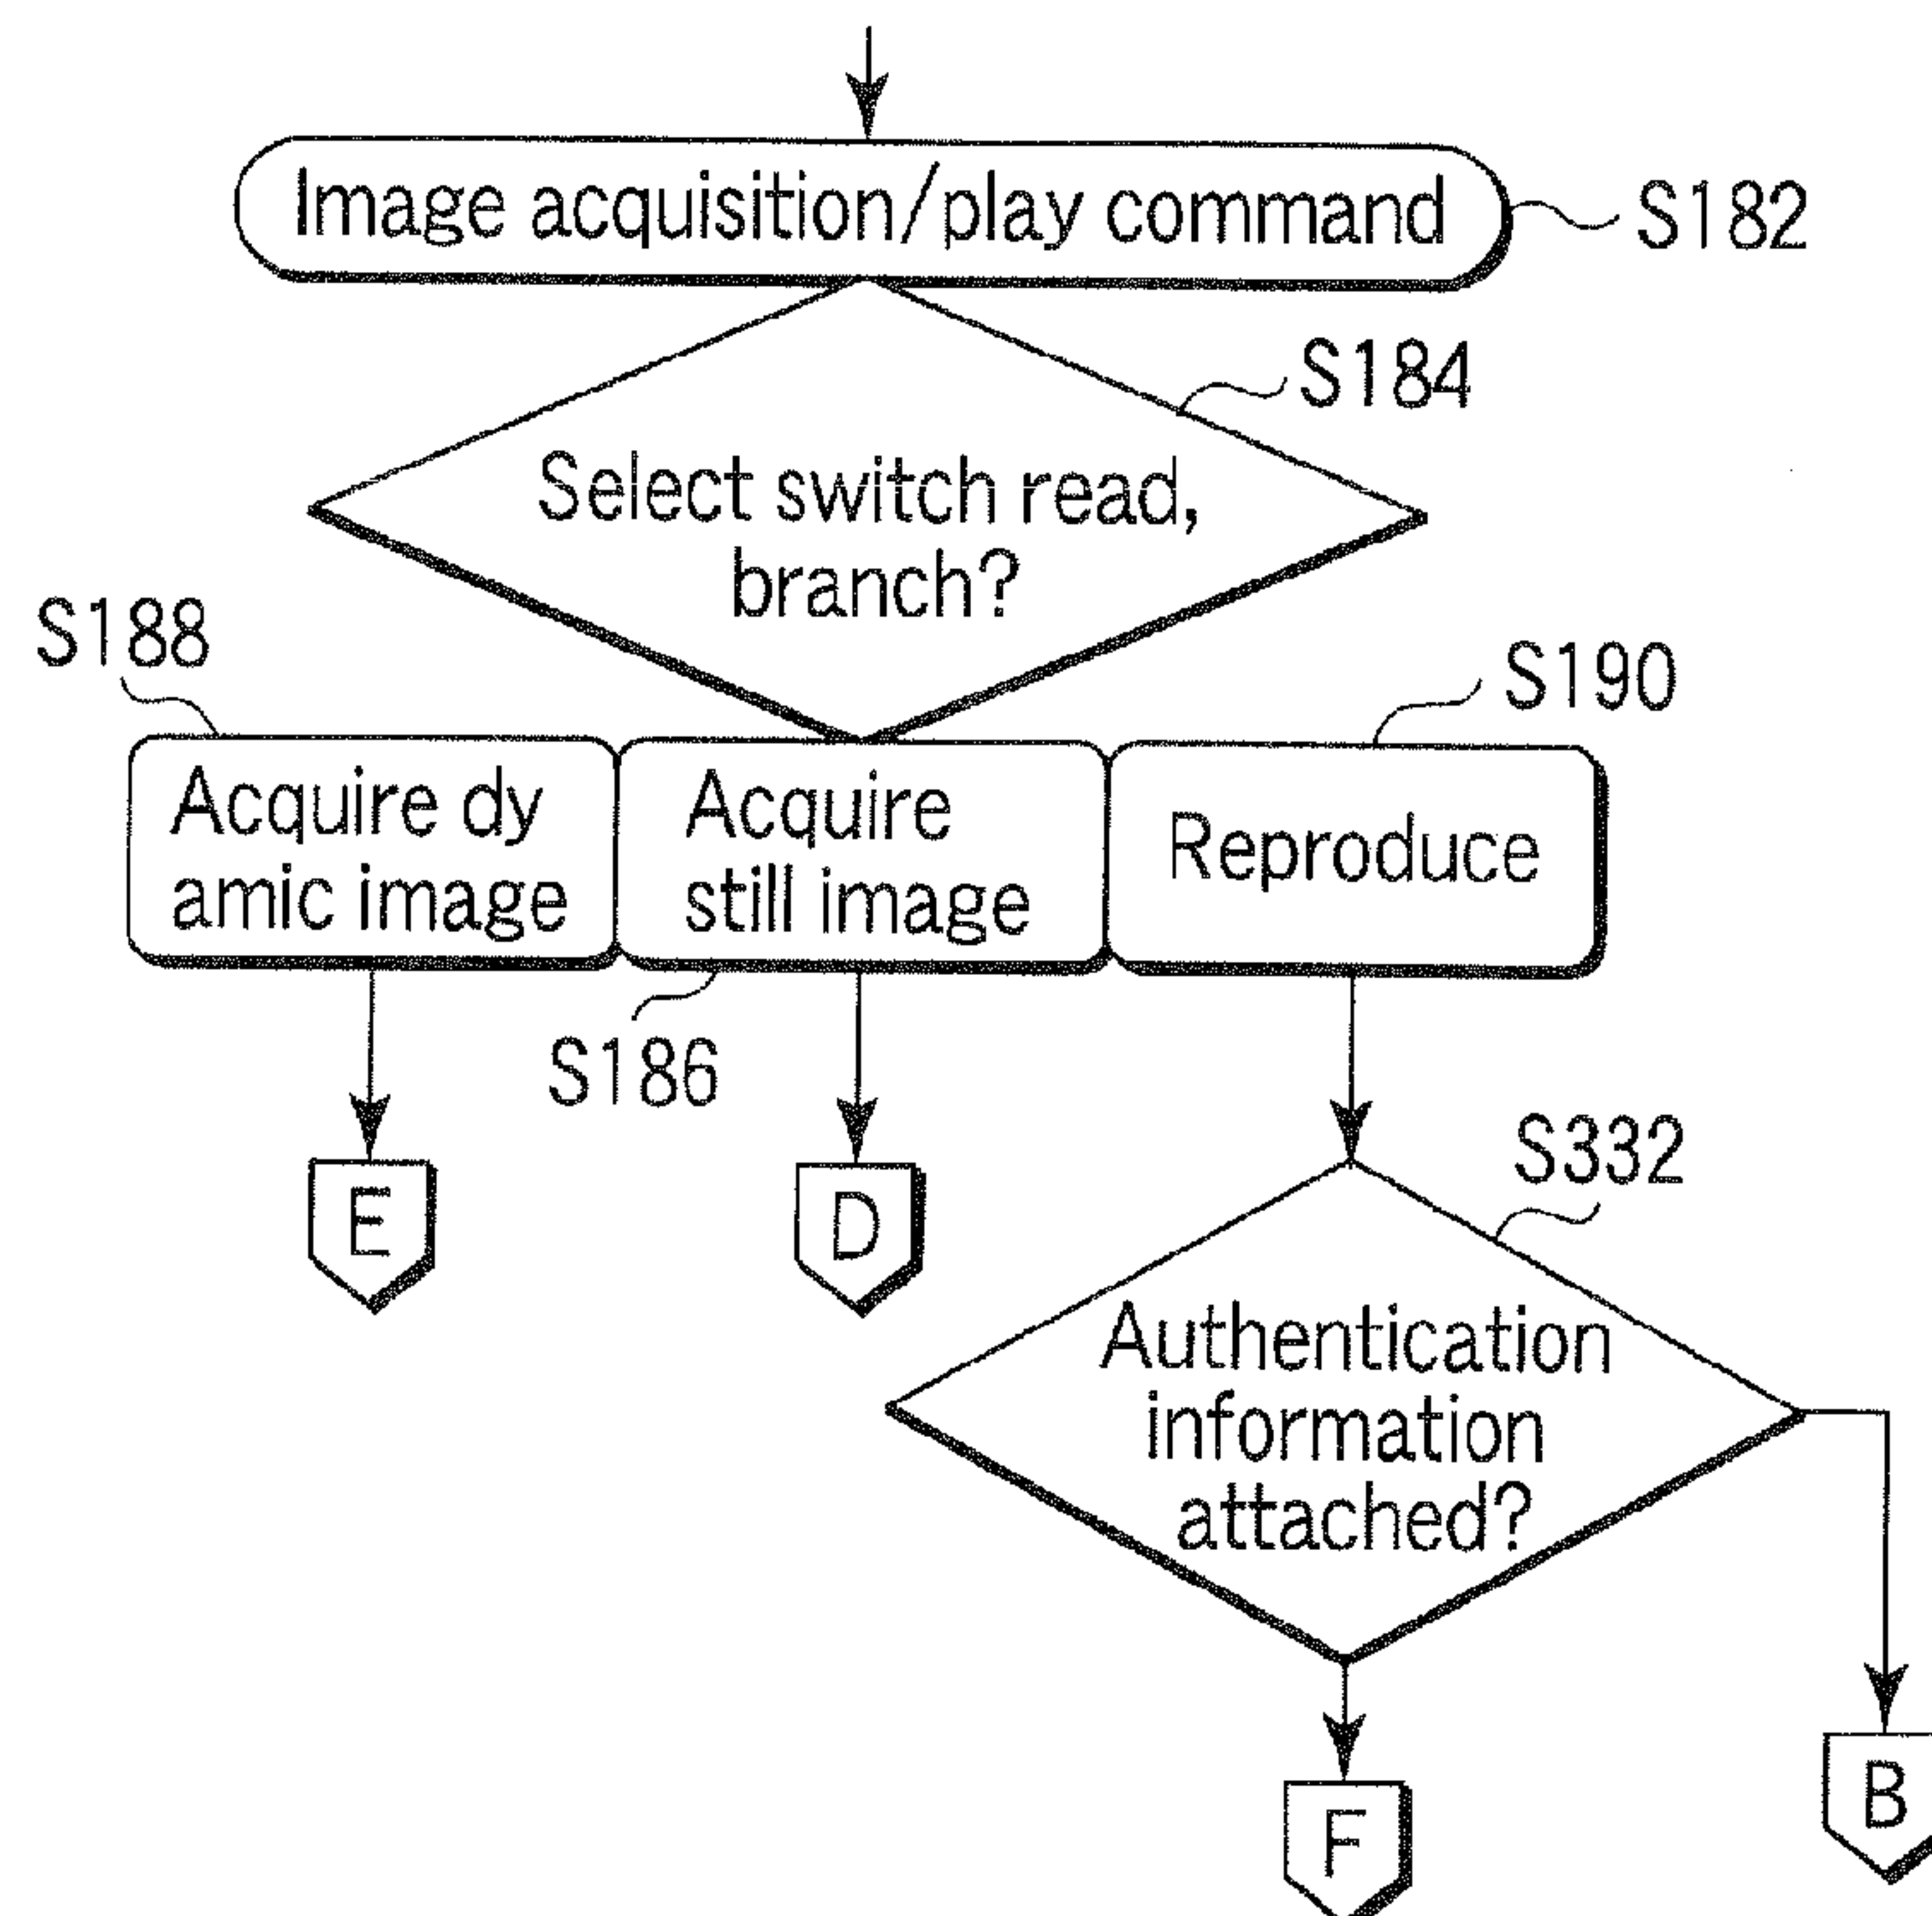 Image acquisition/play command
S182
S184
Select switch read,
branch?
S188
S190
Acquire dy
amic image
Acquire
still image
Reproduce
S186
S332
E
D
Authentication
information
attached?
F
B